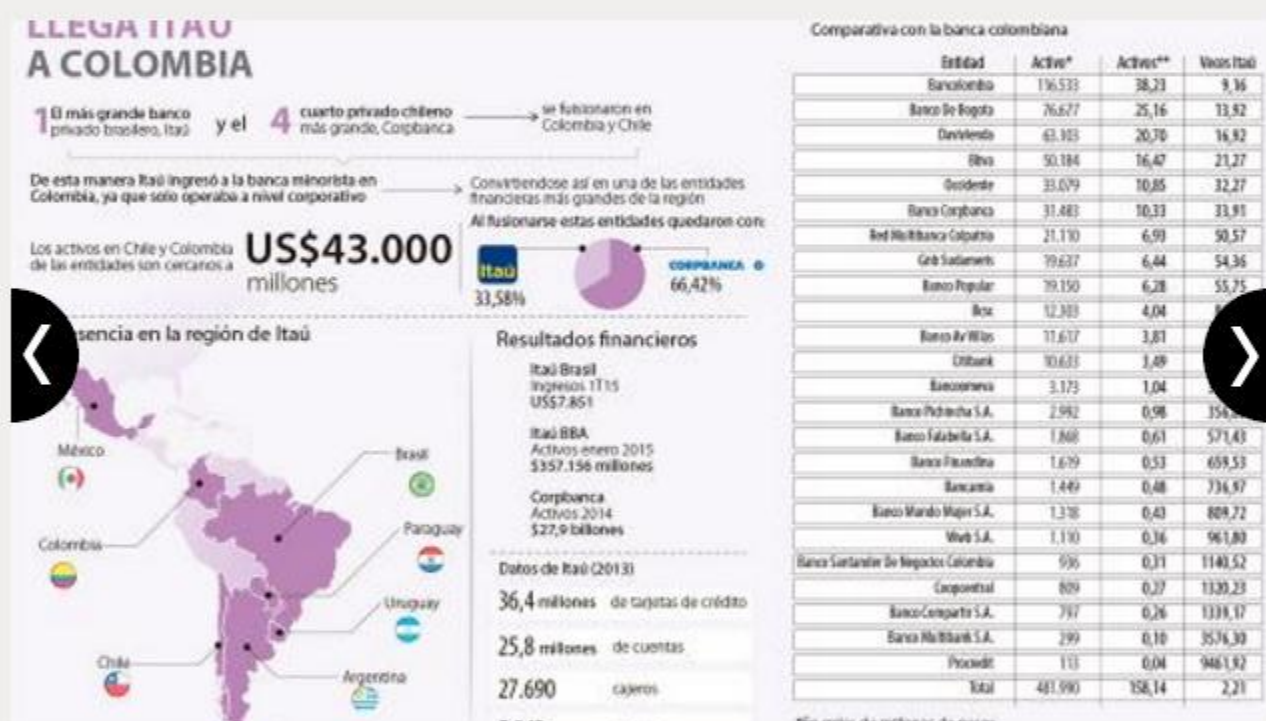 LLEGA ITAÚ
A COLOMBIA
1 El más grande banco
privado brasilero, Itaú
y el
4 cuarto privado chileno
más grande, Corpbanca
se fusionaron en
Colombia y Chile
De esta manera Itaú ingresó a la banca minorista en
Colombia, ya que solo operaba a nivel corporativo
Convirtiendose así en una de las entidades
financieras más grandes de la región
Los activos en Chile y Colombia
de las entidades son cercanos a
US$43.000
millones
Al fusionarse estas entidades quedaron con:
Itaú
33,58%
CORPBANCA
66,42%
sencia en la región de Itaú
México
Colombia
Chile
Brasil
Paraguay
Uruguay
Argentina
Resultados financieros
Itaú Brasil
Ingresos 1T15
US$7.851
Itaú BBA
Activos enero 2015
$357.156 millones
Corpbanca
Activos 2014
$27,9 billones
Datos de Itaú (2013)
36,4 millones de tarjetas de crédito
25,8 millones de cuentas
27.690 cajeros
Comparativa con la banca colombiana
Entidad Activo* Activos** Veces Itaú
Bancolombia 116.533 38,23 9,16
Banco De Bogota 76.677 25,16 13,92
Davivienda 63.103 20,70 16,92
Bbva 50.184 16,47 21,27
Occidente 33.079 10,85 32,27
Banco Corpbanca 31.483 10,33 33,91
Red Multibanca Colpatria 21.110 6,93 50,57
Gnb Sudameris 19.637 6,44 54,36
Banco Popular 19.150 6,28 55,75
Bcsc 12.303 4,04
Banco Av Villas 11.617 3,81
Citibank 10.633 3,49
Bancoomeva 3.173 1,04
Banco Pichincha S.A. 2.992 0,98
Banco Falabella S.A. 1.868 0,61 571,43
Banco Finandina 1.619 0,53 659,53
Bancamia 1.449 0,48 736,97
Banco Mundo Mujer S.A. 1.318 0,43 809,72
Wwb S.A. 1.110 0,36 961,80
Banco Santander De Negocios Colombia 936 0,31 1140,52
Coopcentral 809 0,27 1320,23
Banco Compartir S.A. 797 0,26 1339,17
Banco Multibank S.A. 299 0,10 3576,30
Procredit 113 0,04 9461,92
Total 481.990 158,14 2,21